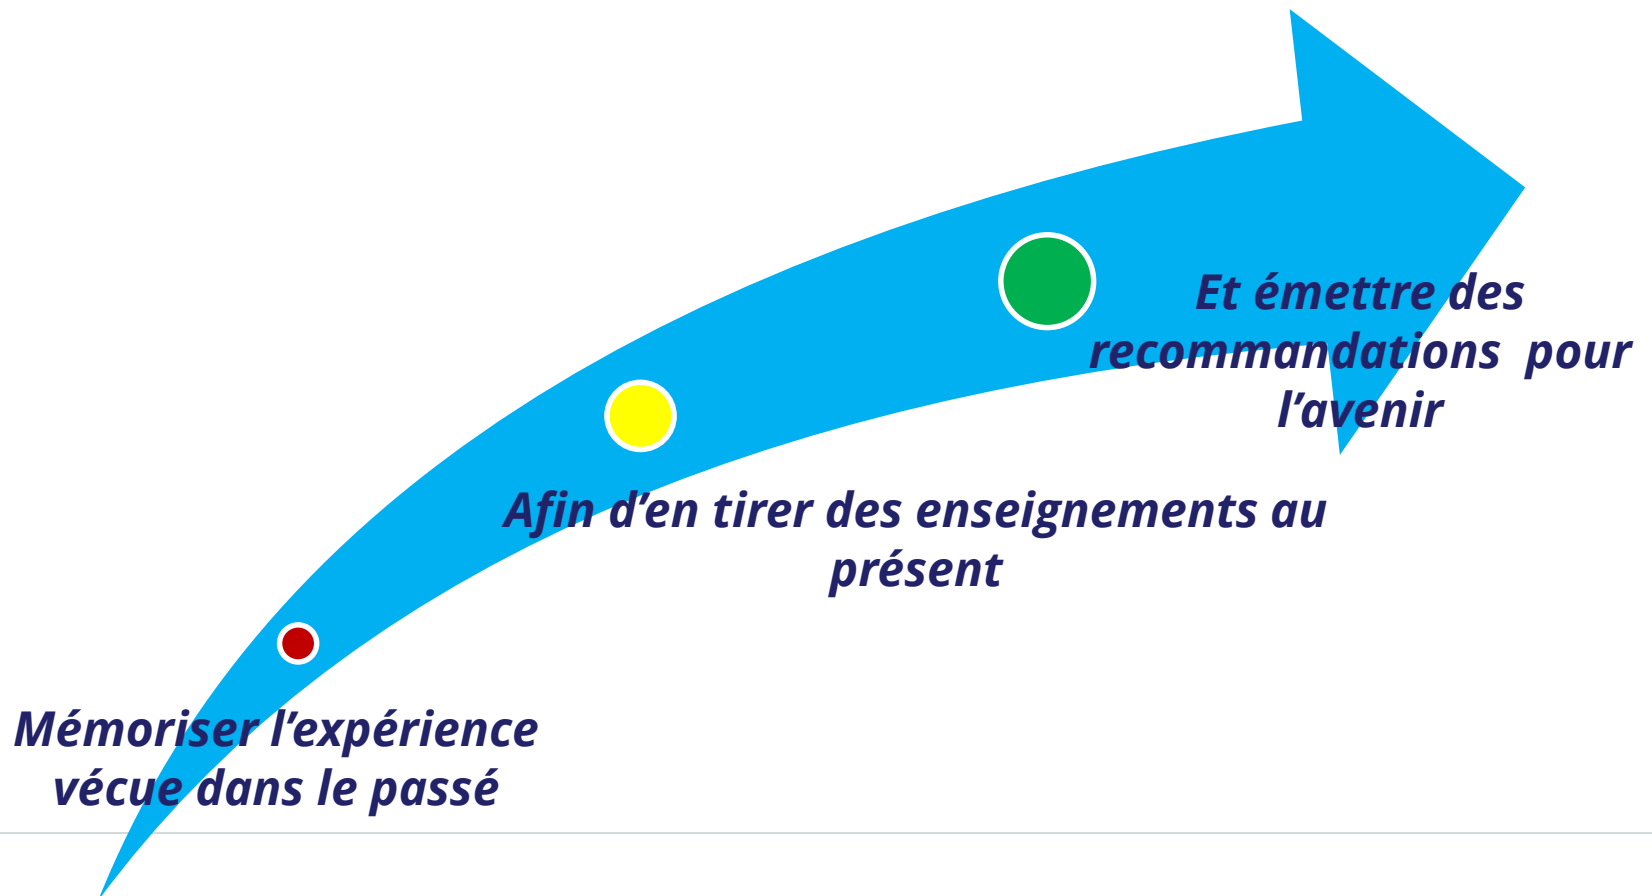 Mémoriser l’expérience
vécue dans le passé
Afin d’en tirer des enseignements au
présent
Et émettre des
recommandations  pour
l’avenir